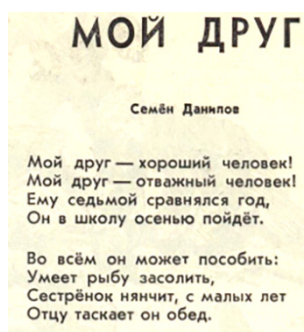 МОЙ ДРУГ
Семён Данилов
Мой друг — хороший человек!
Мой друг — отважный человек!
Ему седьмой сравнялся год,
Он в школу осенью пойдёт.
Во всём он может пособить:
Умеет рыбу засолить,
Сестрёнок нянчит, с малых лет
Отцу таскает он обед.